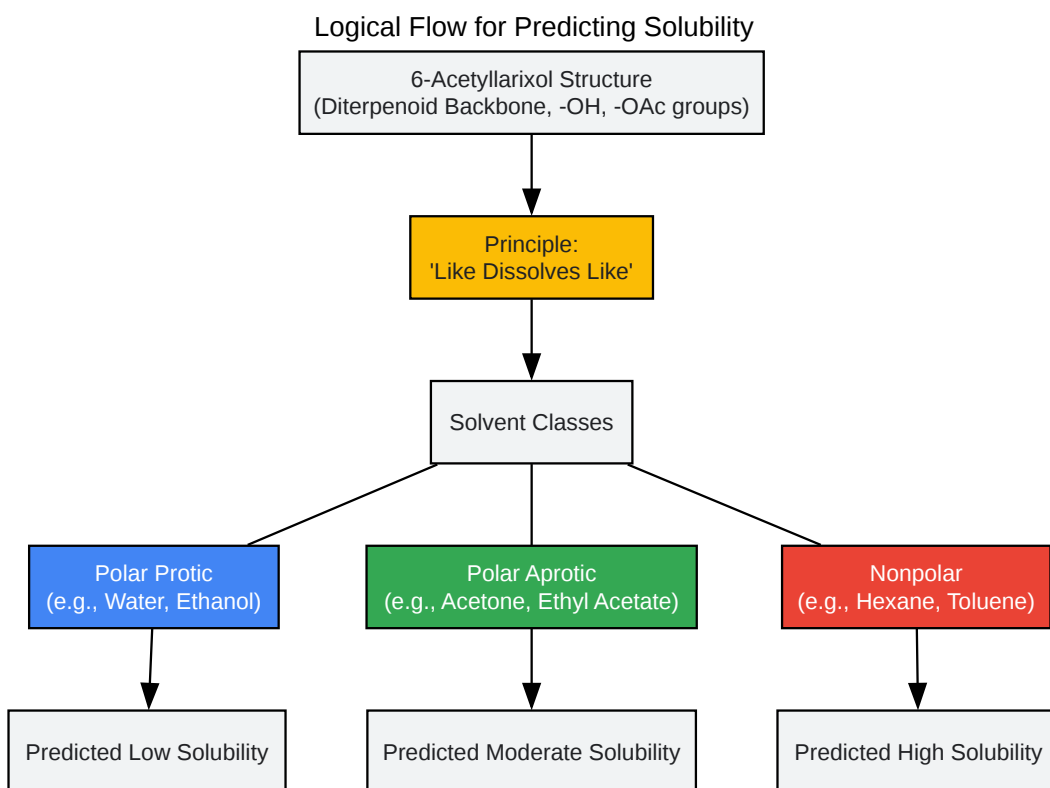 Logical Flow for Predicting Solubility
6-Acetyllarixol Structure
(Diterpenoid Backbone, -OH, -OAc groups)
Principle:
'Like Dissolves Like'
Solvent Classes
Polar Protic
(e.g., Water, Ethanol)
Polar Aprotic
(e.g., Acetone, Ethyl Acetate)
Nonpolar
(e.g., Hexane, Toluene)
Predicted Low Solubility
Predicted Moderate Solubility
Predicted High Solubility